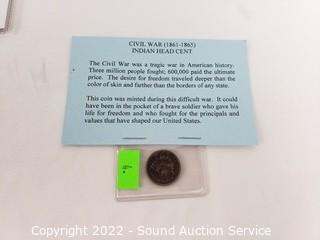 CIVIL WAR (1861-1865)
INDIAN HEAD CENT
The Civil War was a tragic war in American history.
Three million people fought; 600,000 paid the ultimate
price. The desire for freedom traveled deeper than the
color of skin and farther than the borders of any state.
This coin was minted during this difficult war. It could
have been in the pocket of a brave soldier who gave his
life for freedom and who fought for the principals and
values that have shaped our United States.
Copyright 2022 - Sound Auction Service